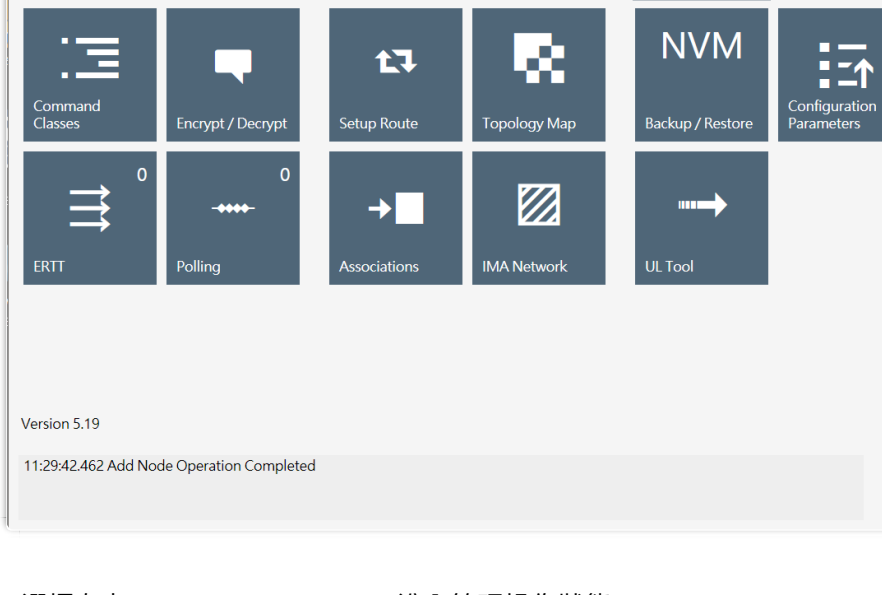 NVM
Command
Classes
Encrypt / Decrypt
Setup Route
Topology Map
Backup / Restore
Configuration
Parameters
0
ERTT
0
Polling
Associations
IMA Network
UL Tool
Version 5.19
11:29:42.462 Add Node Operation Completed